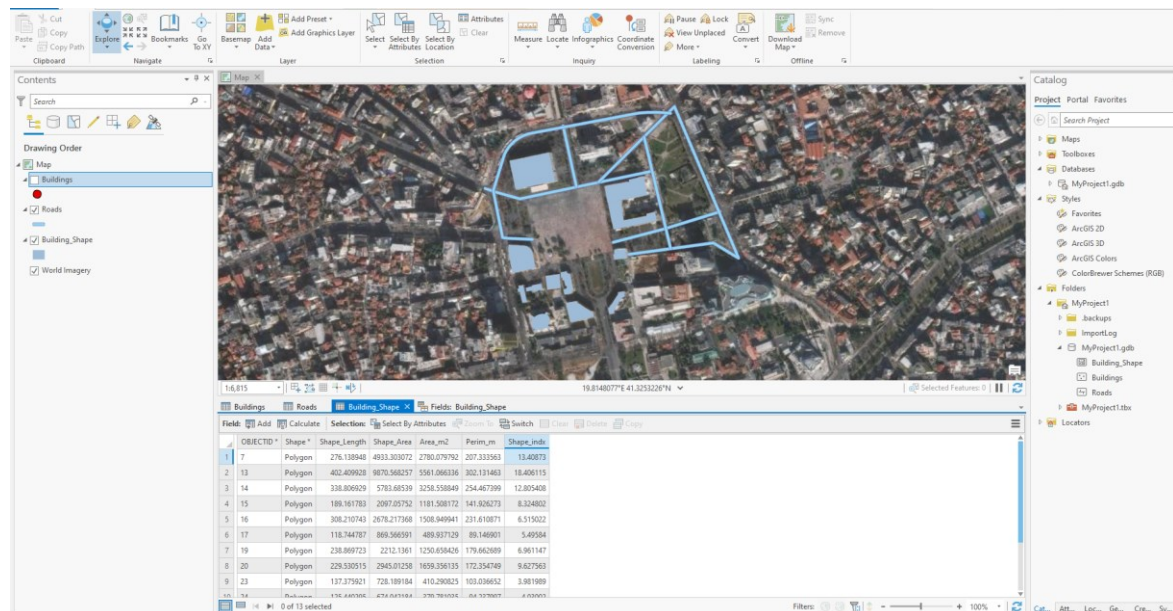 Cut
Copy
Copy Path
Paste
Clipboard
Explore
Bookmarks
Go To XY
Navigate
Basemap
Add Data
Add Preset
Add Graphics Layer
Layer
Select
Select By Attributes
Select By Location
Attributes
Clear
Selection
Measure
Locate
Infographics
Coordinate Conversion
Inquiry
Pause
Lock
View Unplaced
More
Convert
Labeling
Download Map
Sync
Remove
Offline
Contents
Search
Drawing Order
Map
Buildings
Roads
Building_Shape
World Imagery
Map
1:6,815
19.8148077°E 41.3253226°N
Selected Features: 0
Buildings
Roads
Building_Shape
Fields: Building_Shape
Field: Add Calculate Selection: Select By Attributes Zoom To Switch Clear Delete Copy
OBJECTID * Shape * Shape_Length Shape_Area Area_m2 Perim_m Shape_indx
1 7 Polygon 276.138948 4933.303072 2780.079792 207.333563 13.40873
2 13 Polygon 402.409928 9870.568257 5561.066336 302.131463 18.406115
3 14 Polygon 338.806929 5783.68539 3258.558849 254.467399 12.805408
4 15 Polygon 189.161783 2097.05752 1181.508172 141.926273 8.324802
5 16 Polygon 308.210743 2678.217368 1508.949941 231.610871 6.515022
6 17 Polygon 118.744787 869.566591 489.937129 89.146901 5.49584
7 19 Polygon 238.869723 2212.1361 1250.658426 179.662689 6.961147
8 20 Polygon 229.530515 2945.01258 1659.356135 172.354749 9.627563
9 23 Polygon 137.375921 728.189184 410.290825 103.036652 3.981989
0 of 13 selected
Filters:
100%
Catalog
Project Portal Favorites
Search Project
Maps
Toolboxes
Databases
MyProject1.gdb
Styles
Favorites
ArcGIS 2D
ArcGIS 3D
ArcGIS Colors
ColorBrewer Schemes (RGB)
Folders
MyProject1
.backups
ImportLog
MyProject1.gdb
Building_Shape
Buildings
Roads
MyProject1.tbx
Locators
Cat... Att... Loc... Ge... Cre... Sy...